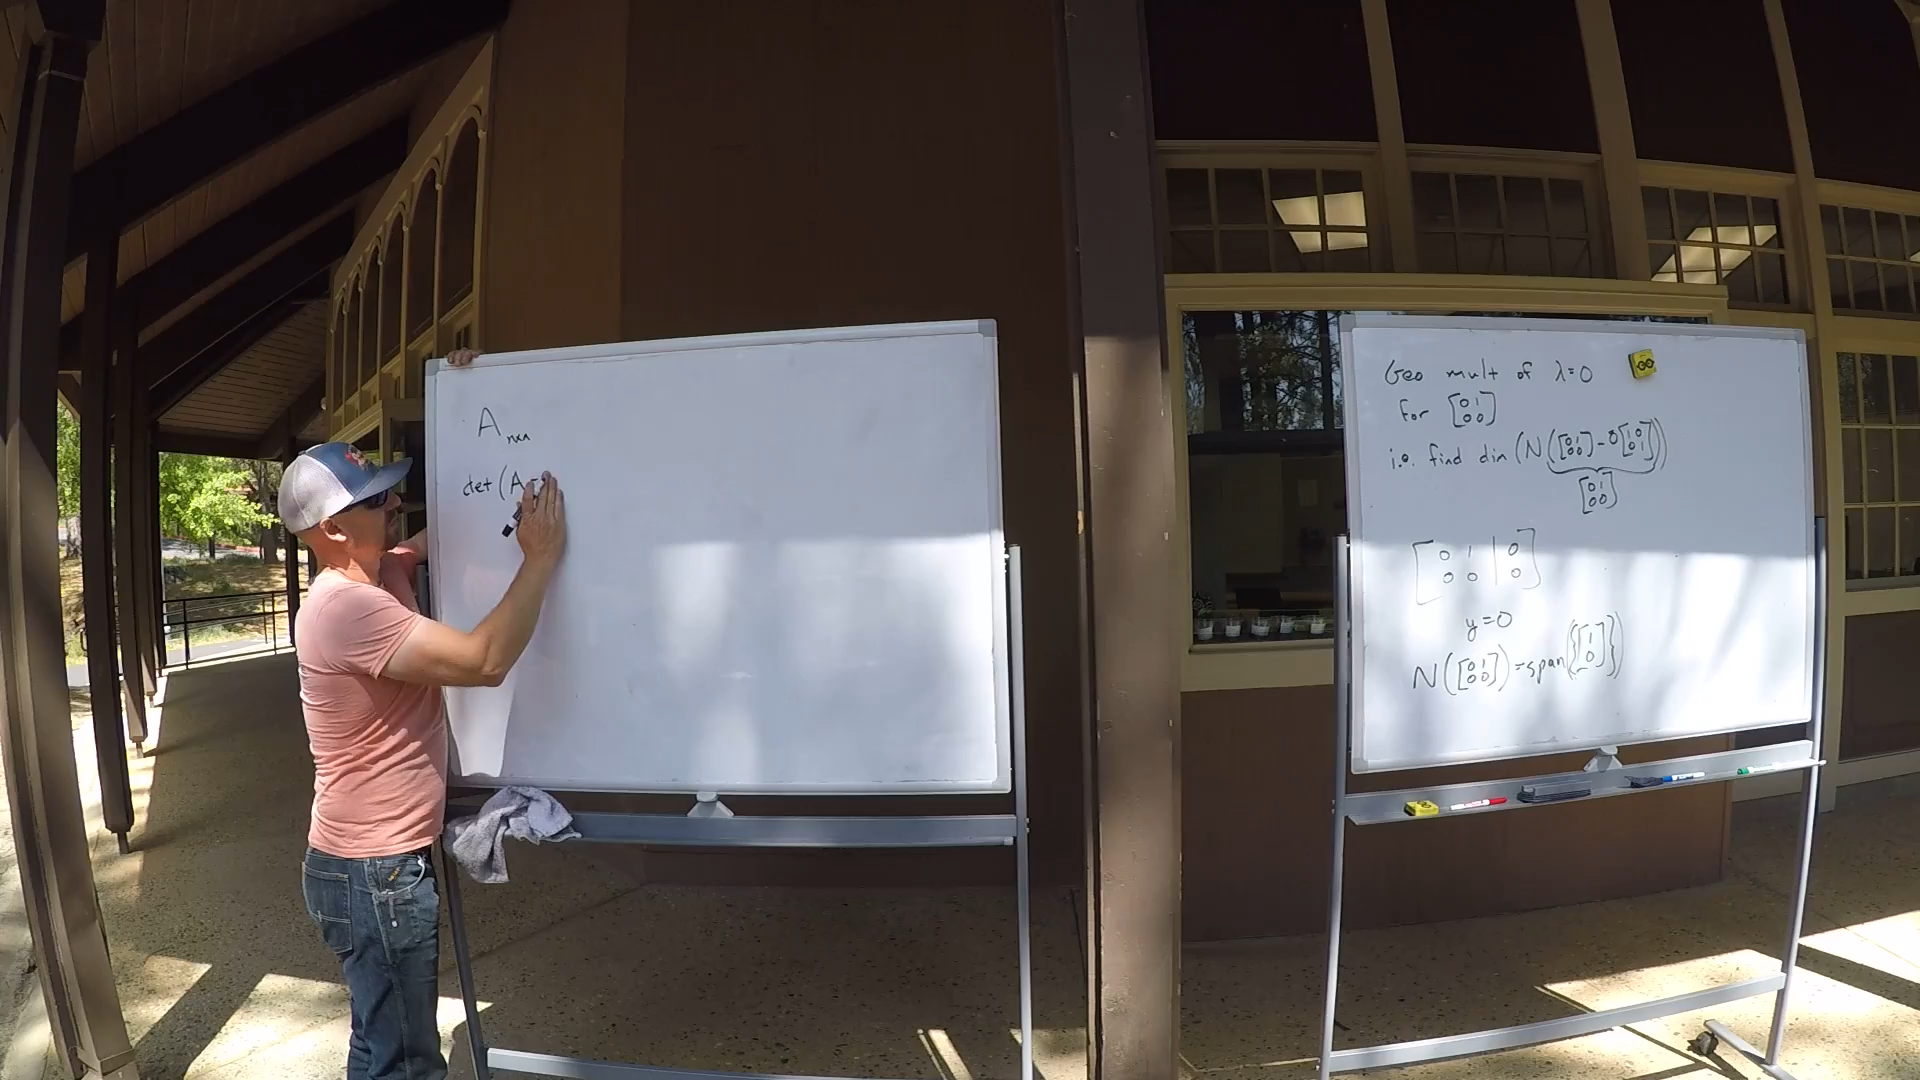 A nxn
det (A -
Geo mult of λ=0
for [0 1
0 0]
i.e. find dim (N([0 1
0 0] - 0[1 0
0 1]))
[0 1
0 0]
[0 1 | 0
0 0 | 0]
y=0
N([0 1
0 0]) = span({[1
0]})